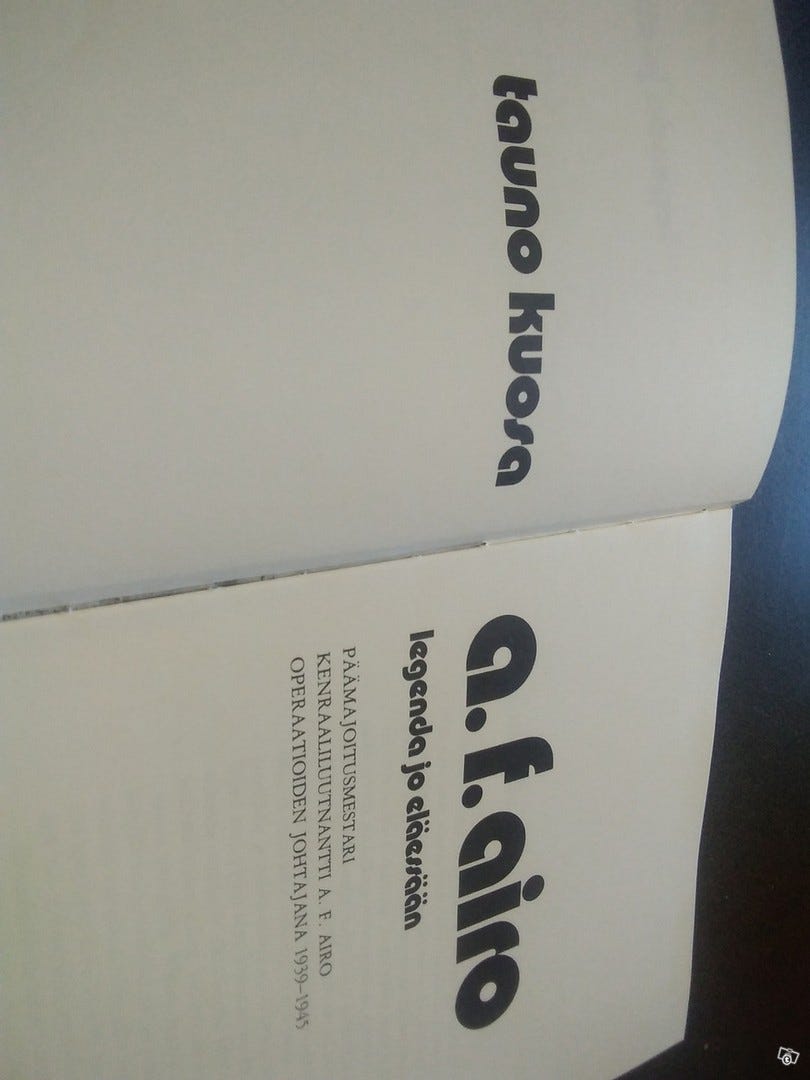 tauno kuosa
a. f. airo
legenda jo eläessään
PÄÄMAJOITUSMESTARI
KENRAALILUUTNANTTI A. F. AIRO
OPERAATIOIDEN JOHTAJANA 1939–1945